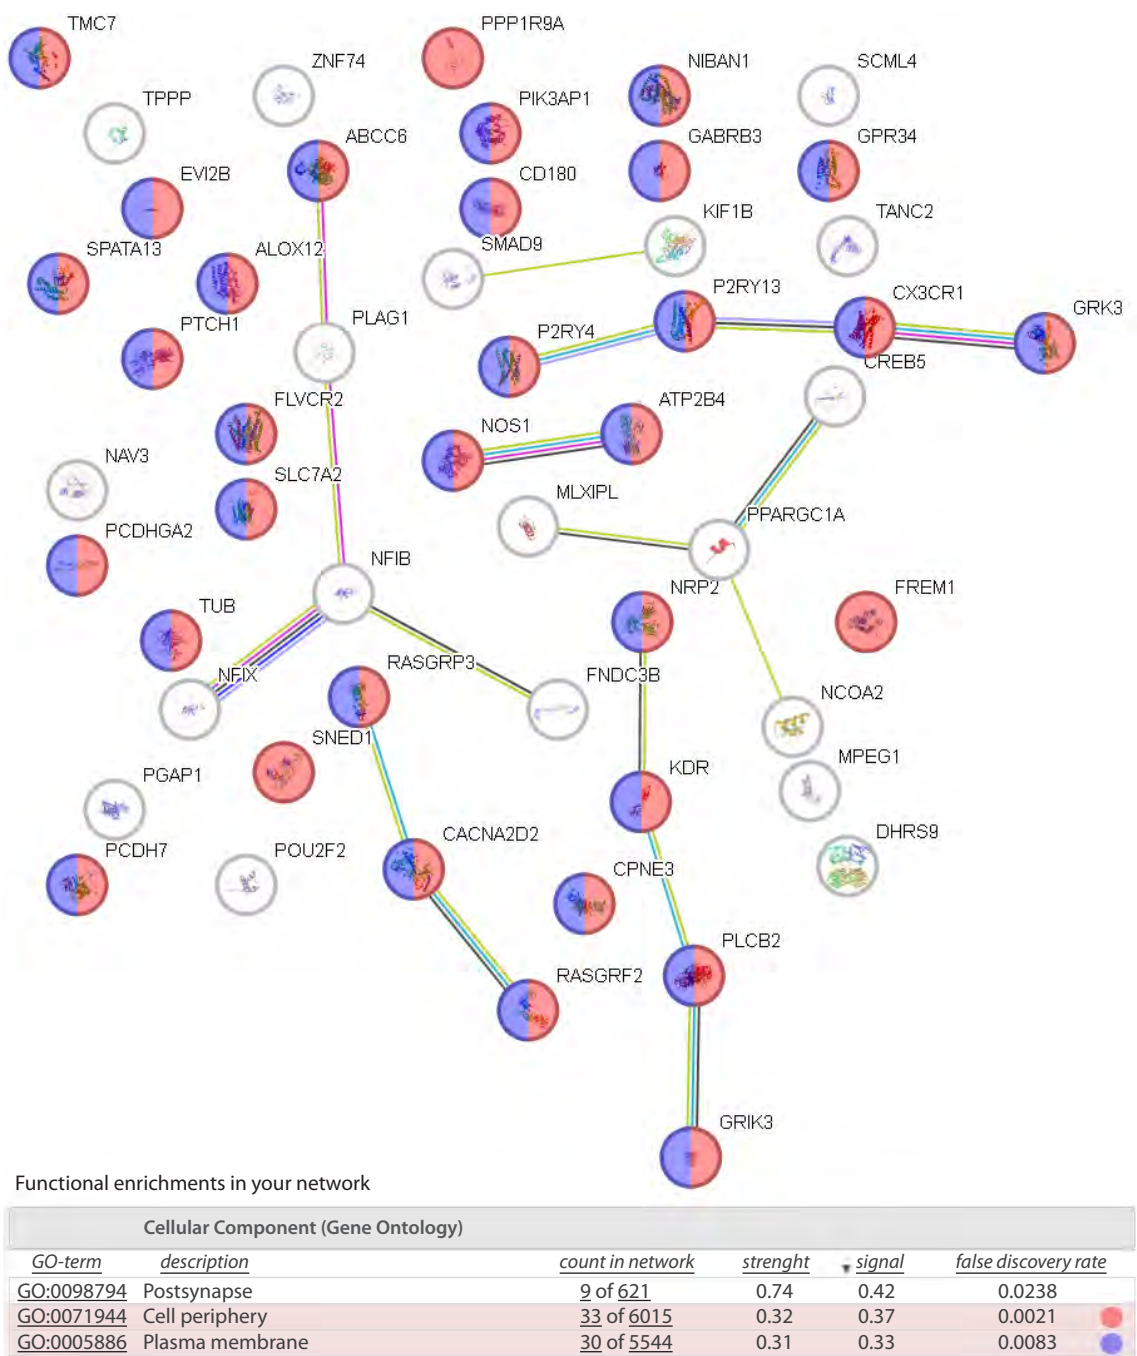 TMC7
PPP1R9A
ZNF74
NIBAN1
SCML4
TPPP
PIK3AP1
ABCC6
GABRB3
GPR34
EVI2B
CD180
KIF1B
TANC2
SPATA13
ALOX12
SMAD9
P2RY13
CX3CR1
GRK3
PTCH1
PLAG1
P2RY4
CREB5
FLVCR2
ATP2B4
NOS1
NAV3
SLC7A2
MLXIPL
PPARGC1A
PCDHGA2
NFIB
NRP2
FREM1
TUB
NFIX
RASGRP3
FNDC3B
NCOA2
SNED1
MPEG1
PGAP1
KDR
DHRS9
PCDH7
POU2F2
CACNA2D2
CPNE3
PLCB2
RASGRF2
GRIK3
Functional enrichments in your network
Cellular Component (Gene Ontology)
GO-term description count in network strenght signal false discovery rate
GO:0098794 Postsynapse 9 of 621 0.74 0.42 0.0238
GO:0071944 Cell periphery 33 of 6015 0.32 0.37 0.0021
GO:0005886 Plasma membrane 30 of 5544 0.31 0.33 0.0083